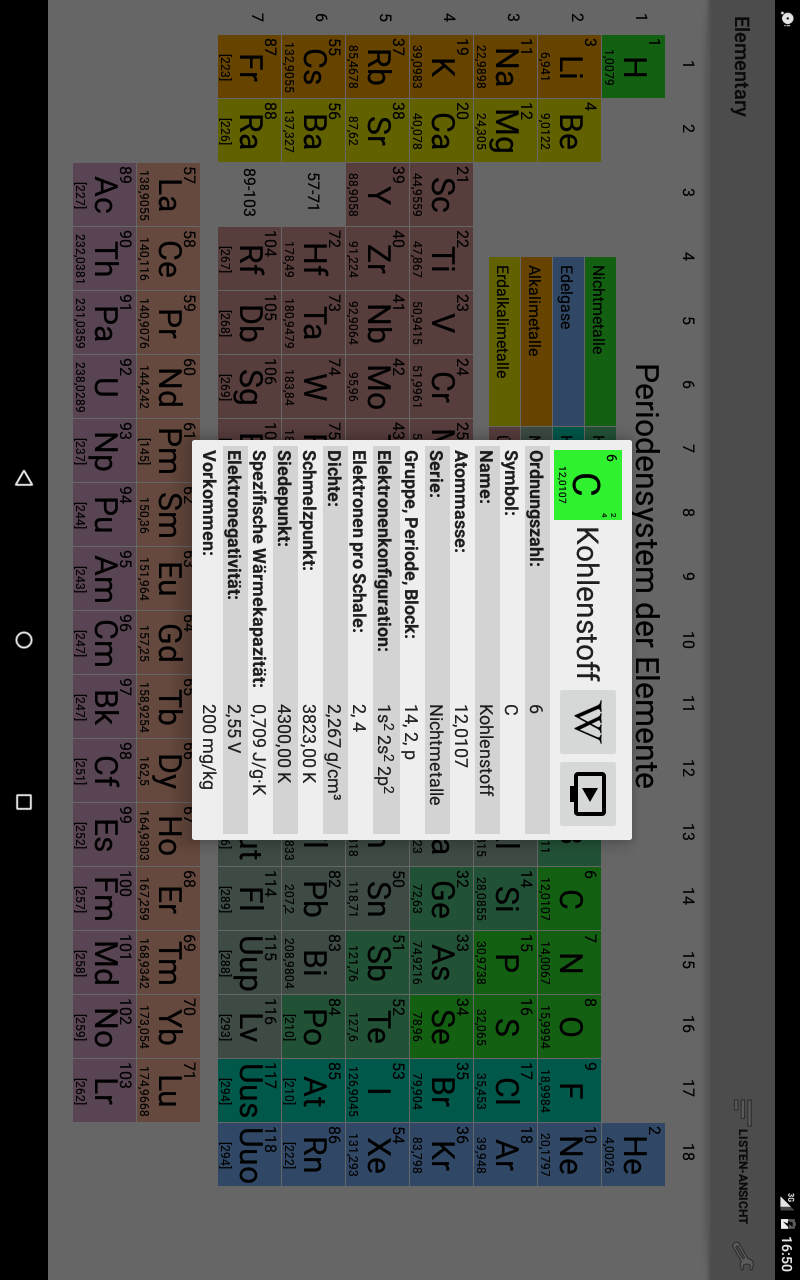 16:50
3G
Elementary
LISTEN-ANSICHT
Periodensystem der Elemente
1 2 3 4 5 6 7 8 9 10 11 12 13 14 15 16 17 18
1
2
3
4
5
6
7
Nichtmetalle
Edelgase
Alkalimetalle
Erdalkalimetalle
1 H 1,0079
2 He 4,0026
3 Li 6,941
4 Be 9,0122
6 C 12,0107
7 N 14,0067
8 O 15,9994
9 F 18,9984
10 Ne 20,1797
11 Na 22,9898
12 Mg 24,305
14 Si 28,0855
15 P 30,9738
16 S 32,065
17 Cl 35,453
18 Ar 39,948
19 K 39,0983
20 Ca 40,078
21 Sc 44,9559
22 Ti 47,867
23 V 50,9415
24 Cr 51,9961
25
32 Ge 72,63
33 As 74,9216
34 Se 78,96
35 Br 79,904
36 Kr 83,798
37 Rb 85,4678
38 Sr 87,62
39 Y 88,9058
40 Zr 91,224
41 Nb 92,9064
42 Mo 95,96
43
50 Sn 118,71
51 Sb 121,76
52 Te 127,6
53 I 126,9045
54 Xe 131,293
55 Cs 132,9055
56 Ba 137,327
57-71
72 Hf 178,49
73 Ta 180,9479
74 W 183,84
75
82 Pb 207,2
83 Bi 208,9804
84 Po [210]
85 At [210]
86 Rn [222]
87 Fr [223]
88 Ra [226]
89-103
104 Rf [267]
105 Db [268]
106 Sg [269]
114 Fl [289]
115 Uup [288]
116 Lv [293]
117 Uus [294]
118 Uuo [294]
57 La 138,9055
58 Ce 140,116
59 Pr 140,9076
60 Nd 144,242
61 Pm [145]
62 Sm 150,36
63 Eu 151,964
64 Gd 157,25
65 Tb 158,9254
66 Dy 162,5
67 Ho 164,9303
68 Er 167,259
69 Tm 168,9342
70 Yb 173,054
71 Lu 174,9668
89 Ac [227]
90 Th 232,0381
91 Pa 231,0359
92 U 238,0289
93 Np [237]
94 Pu [244]
95 Am [243]
96 Cm [247]
97 Bk [247]
98 Cf [251]
99 Es [252]
100 Fm [257]
101 Md [258]
102 No [259]
103 Lr [262]
6 C 12,0107 2 4
Kohlenstoff
W
Ordnungszahl: 6
Symbol: C
Name: Kohlenstoff
Atommasse: 12,0107
Serie: Nichtmetalle
Gruppe, Periode, Block: 14, 2, p
Elektronenkonfiguration: 1s² 2s² 2p²
Elektronen pro Schale: 2, 4
Dichte: 2,267 g/cm³
Schmelzpunkt: 3823,00 K
Siedepunkt: 4300,00 K
Spezifische Wärmekapazität: 0,709 J/g·K
Elektronegativität: 2,55 V
Vorkommen: 200 mg/kg